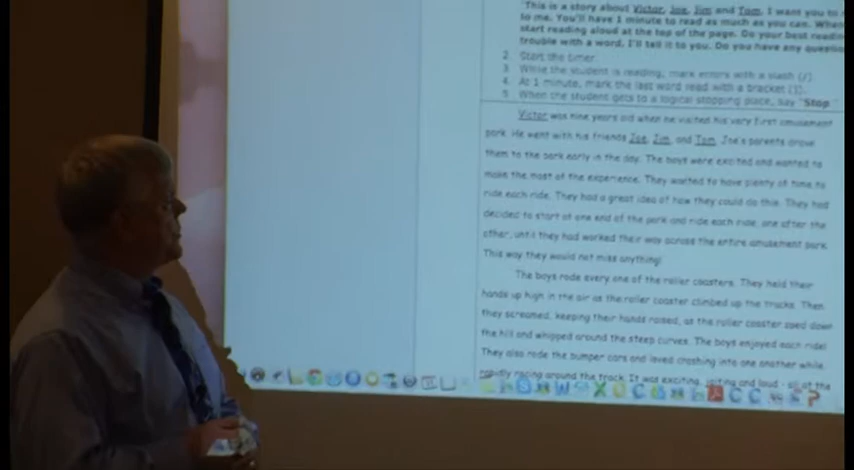 "This is a story about Victor, Joe, Jim and Tom. I want you to
to me. You'll have 1 minute to read as much as you can. When
start reading aloud at the top of the page. Do your best
trouble with a word, I'll tell it to you. Do you have any
2. Start the timer.
3. While the student is reading, mark errors with a slash (/).
4. At 1 minute, mark the last word read with a bracket (]).
5. When the student gets to a logical stopping place, say "Stop."
Victor was nine years old when he visited his very first amusement
park. He went with his friends Joe, Jim, and Tom. Joe's parents drove
them to the park early in the day. The boys were excited and wanted to
make the most of the experience. They wanted to have plenty of time to
ride each ride. They had a great idea of how they could do this. They had
decided to start at one end of the park and ride each ride, one after the
other, until they had worked their way across the entire amusement park.
This way they would not miss anything!
The boys rode every one of the roller coasters. They held their
hands up high in the air as the roller coaster climbed up the tracks. Then
they screamed, keeping their hands raised, as the roller coaster sped down
the hill and whipped around the steep curves. The boys enjoyed each ride!
They also rode the bumper cars and loved crashing into one another while
rapidly racing around the track. It was exciting, and loud - all of the